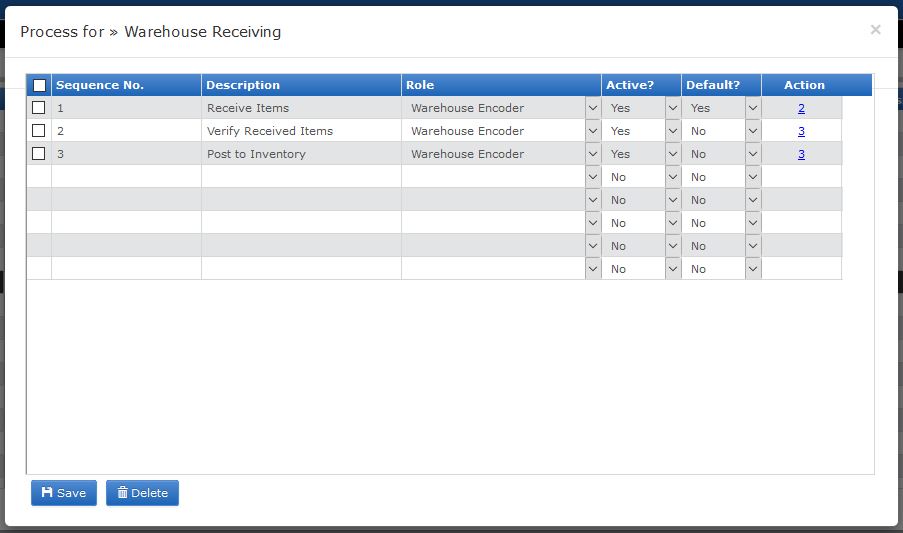 Process for » Warehouse Receiving ×
Sequence No. Description Role Active? Default? Action
1 Receive Items Warehouse Encoder Yes Yes 2
2 Verify Received Items Warehouse Encoder Yes No 3
3 Post to Inventory Warehouse Encoder Yes No 3
No No
No No
No No
No No
No No
Save Delete